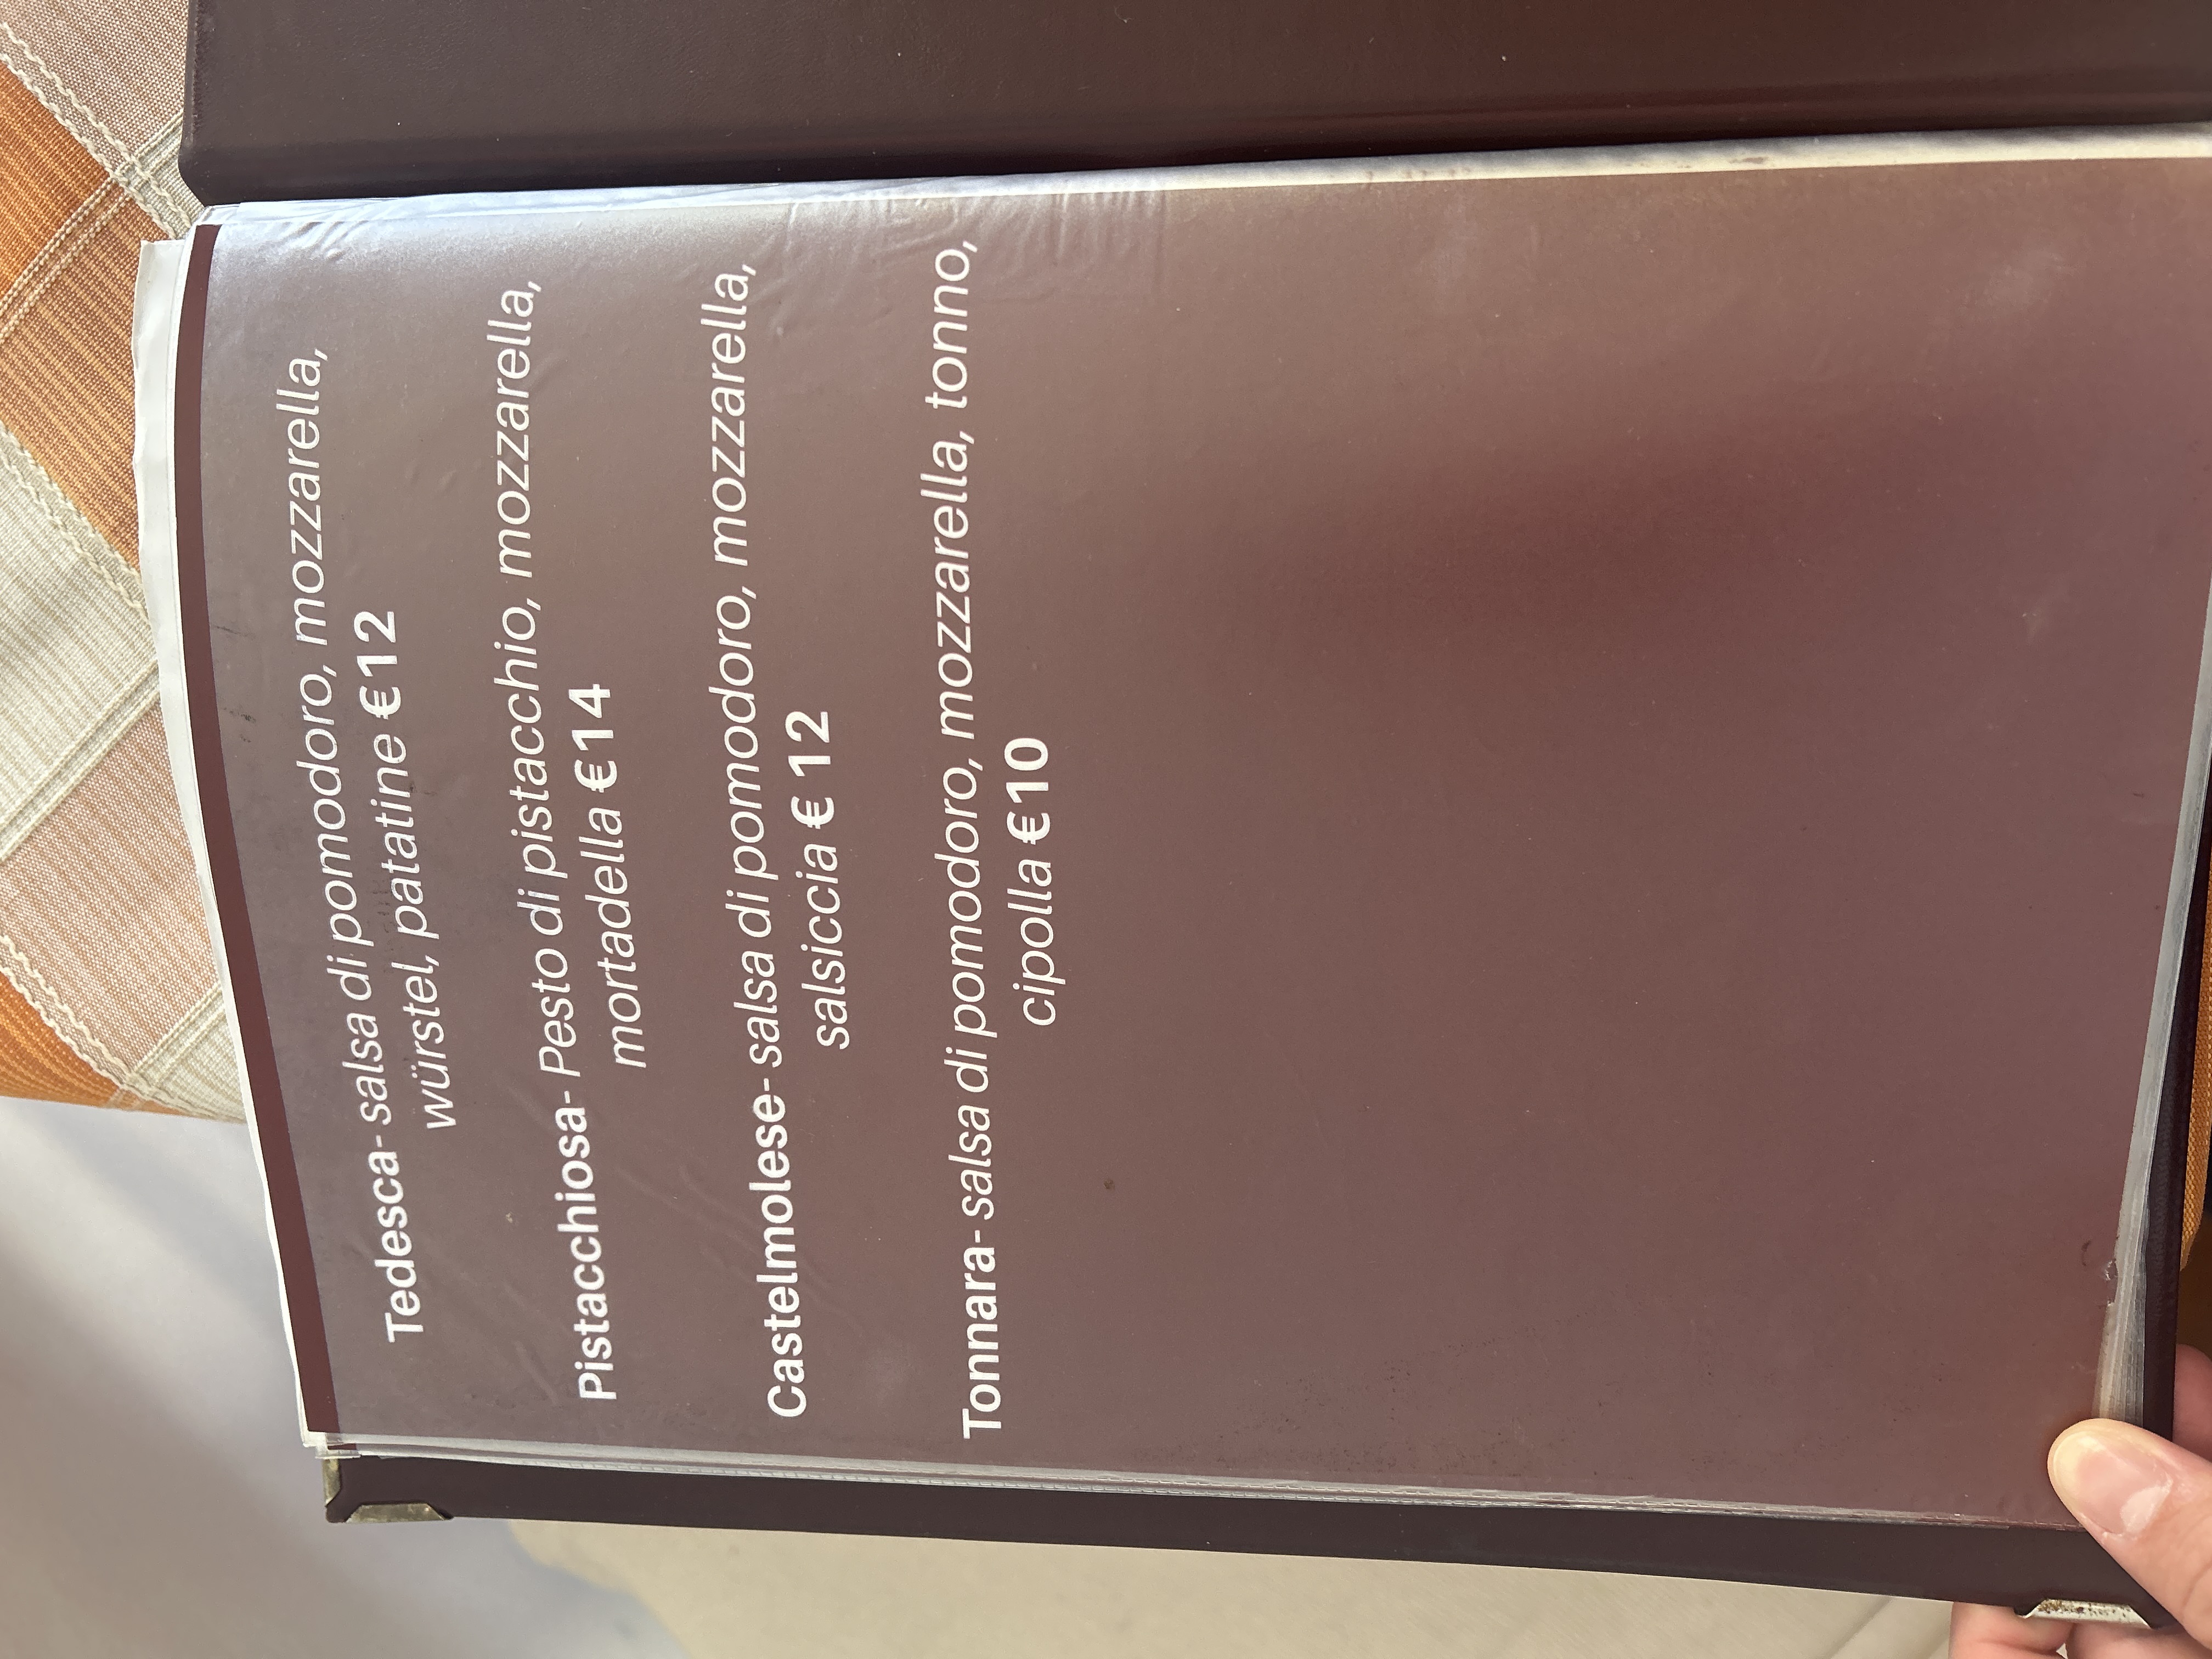 Tedesca- salsa di pomodoro, mozzarella,
würstel, patatine €12
Pistacchiosa- Pesto di pistacchio, mozzarella,
mortadella €14
Castelmolese- salsa di pomodoro, mozzarella,
salsiccia € 12
Tonnara- salsa di pomodoro, mozzarella, tonno,
cipolla €10